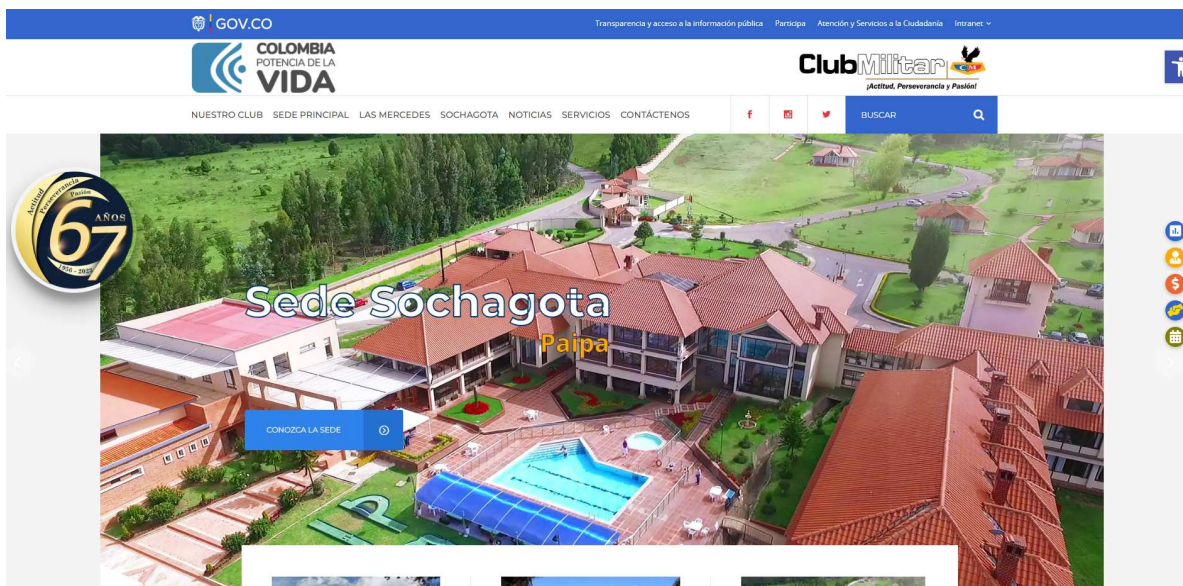 GOV.CO
Transparencia y acceso a la información pública Participa Atención y Servicios a la Ciudadanía Intranet
COLOMBIA
POTENCIA DE LA
VIDA
ClubMilitar
CM
¡Actitud, Perseverancia y Pasión!
NUESTRO CLUB SEDE PRINCIPAL LAS MERCEDES SOCHAGOTA NOTICIAS SERVICIOS CONTÁCTENOS
BUSCAR
Actitud Perseverancia Pasión
67
AÑOS
Sede Sochagota
Paipa
CONOZCA LA SEDE